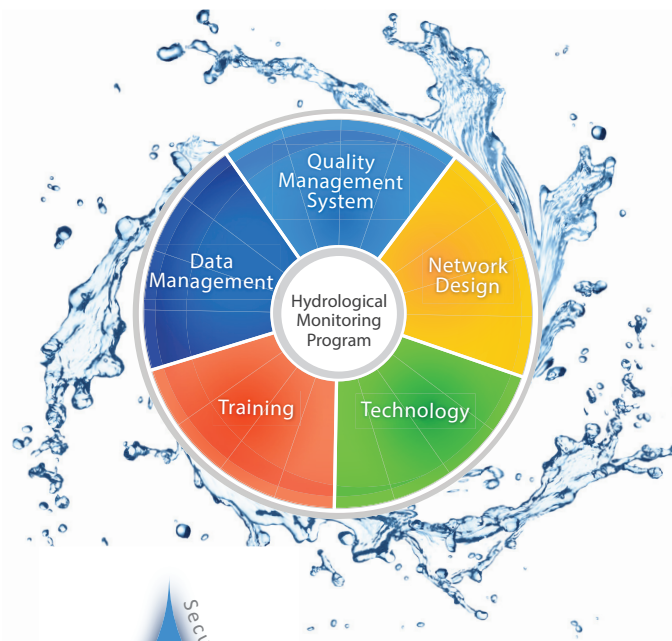 Quality
Management
System
Network
Design
Technology
Training
Data
Management
Hydrological
Monitoring
Program